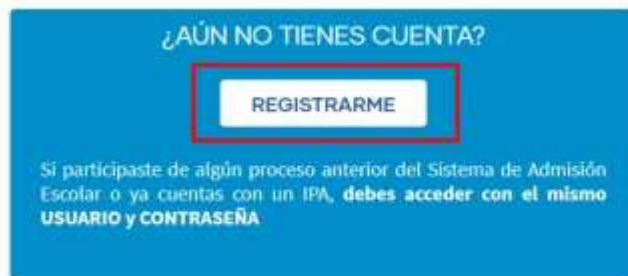 ¿AÚN NO TIENES CUENTA?
REGISTRARME
Si participaste de algún proceso anterior del Sistema de Admisión
Escolar o ya cuentas con un IPA, debes acceder con el mismo
USUARIO y CONTRASEÑA